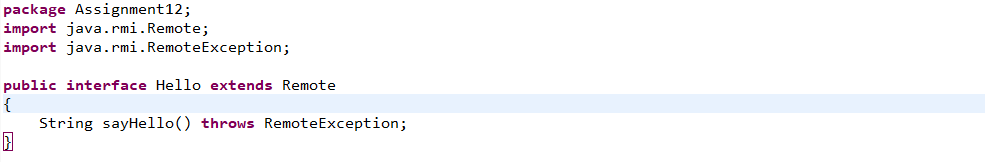 package Assignment12;
import java.rmi.Remote;
import java.rmi.RemoteException;
public interface Hello extends Remote
{
    String sayHello() throws RemoteException;
}